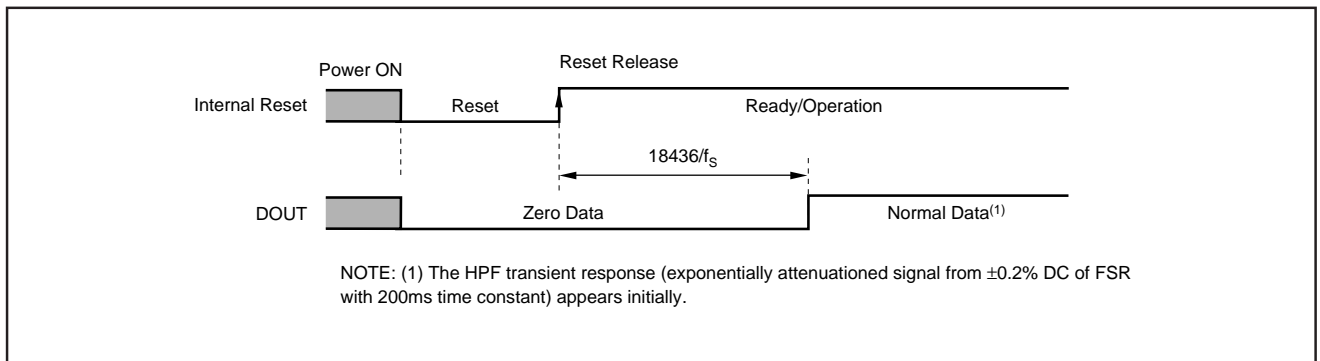 Power ON
Reset Release
Internal Reset
Reset
Ready/Operation
18436/fS
DOUT
Zero Data
Normal Data(1)
NOTE: (1) The HPF transient response (exponentially attenuationed signal from ±0.2% DC of FSR
with 200ms time constant) appears initially.